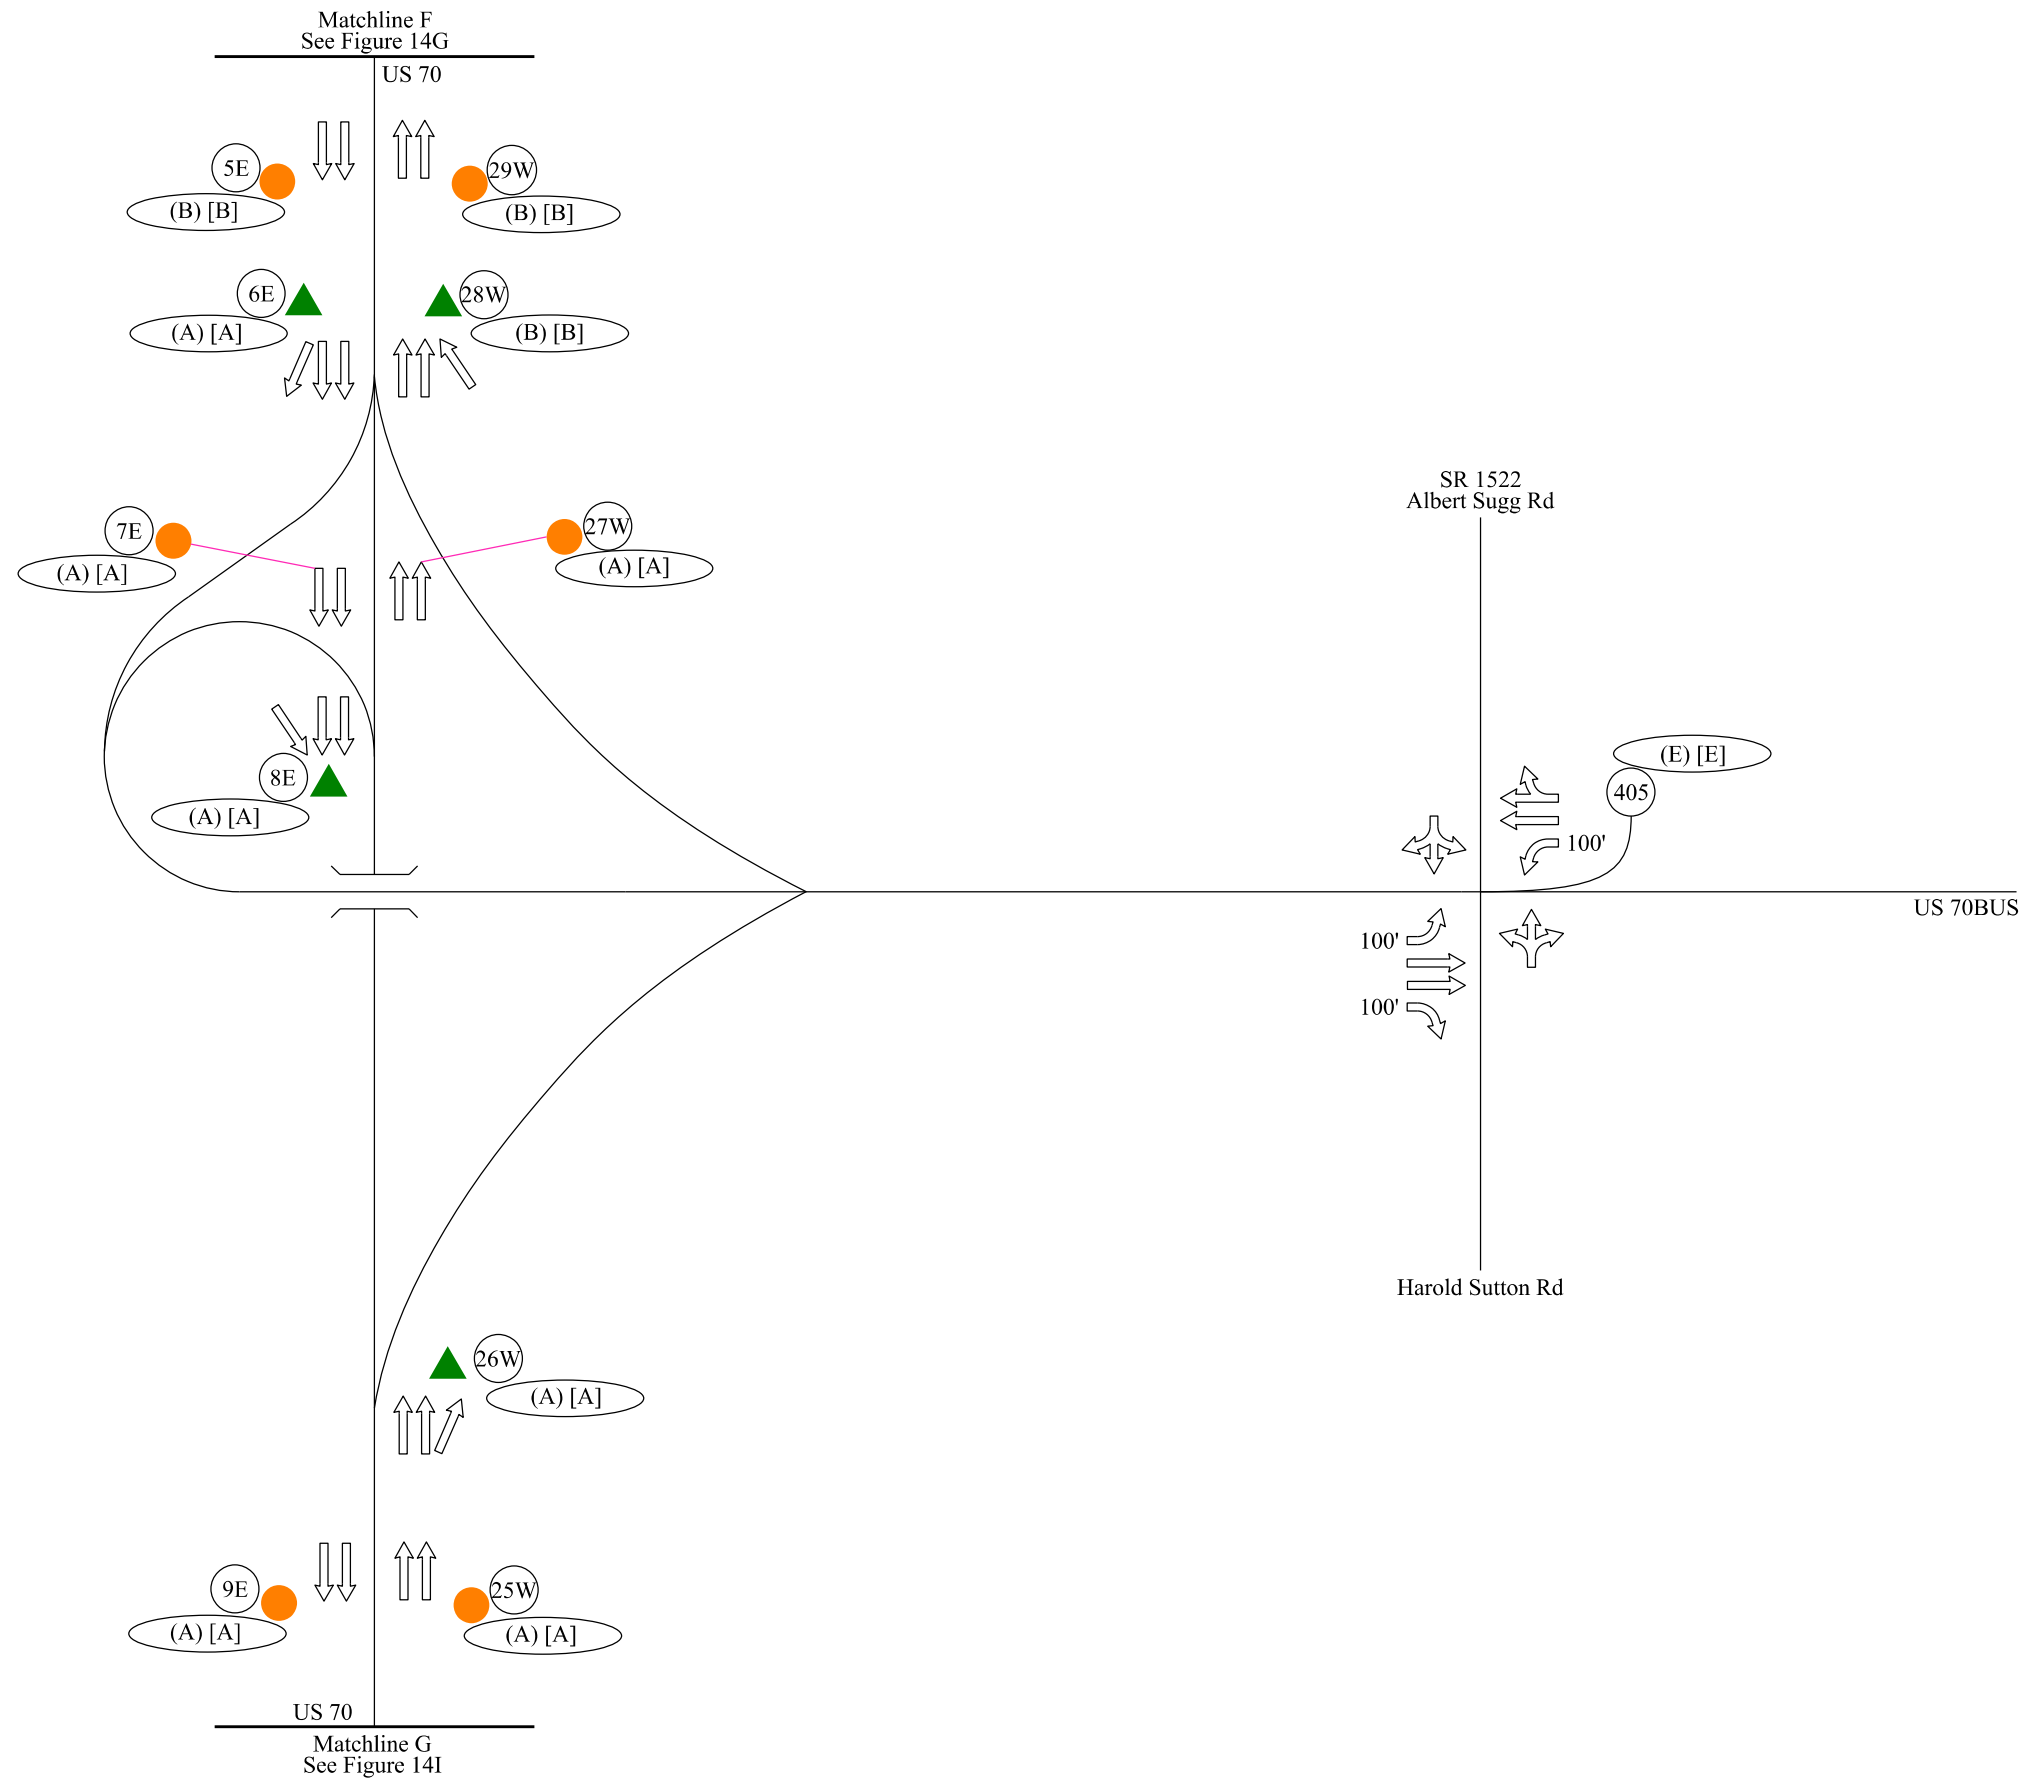 Matchline F
See Figure 14G
US 70
5E
29W
(B) [B]
(B) [B]
6E
28W
(A) [A]
(B) [B]
SR 1522
Albert Sugg Rd
7E
27W
(A) [A]
(A) [A]
(E) [E]
8E
405
(A) [A]
100'
US 70BUS
100'
100'
Harold Sutton Rd
26W
(A) [A]
9E
25W
(A) [A]
(A) [A]
US 70
Matchline G
See Figure 14I